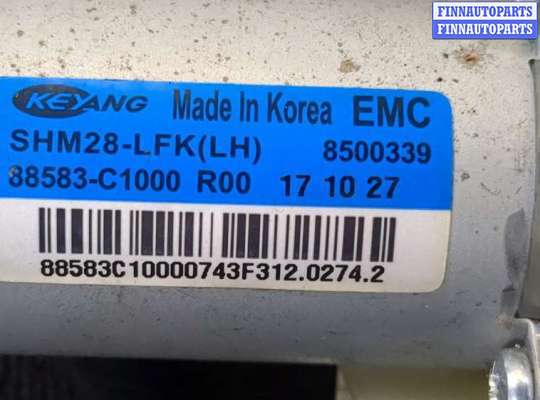 FINNAUTOPARTS
FINNAUTOPARTS
KEYANG Made In Korea EMC
SHM28-LFK(LH) 8500339
88583-C1000 R00 17 10 27
88583C10000743F312.0274.2